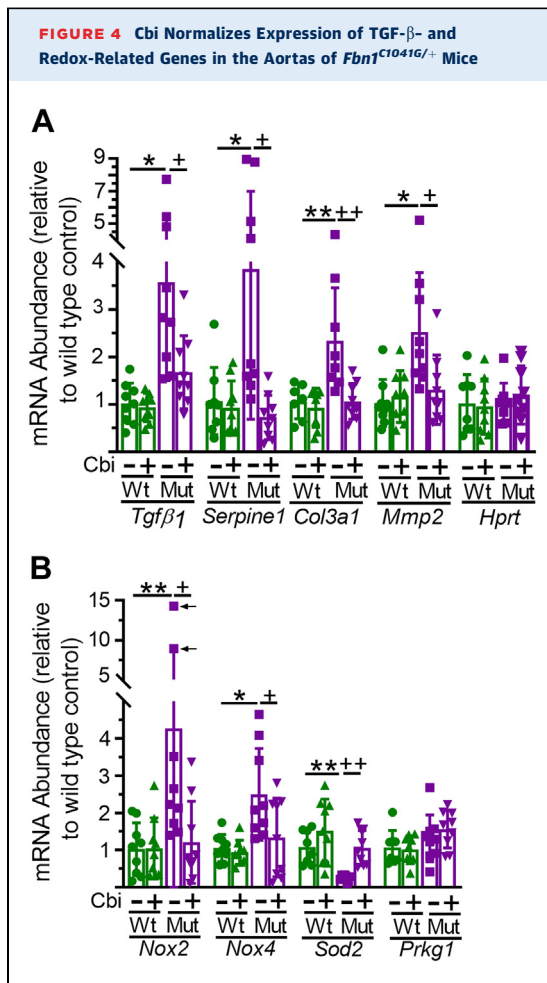 FIGURE 4 Cbi Normalizes Expression of TGF-β- and
Redox-Related Genes in the Aortas of Fbn1C1041G/+ Mice
A
mRNA Abundance (relative
to wild type control)
9
8
7
6
5
4
3
2
1
* + * + ** ++ * +
Cbi − + − + − + − + − + − + − + − + − + − +
Wt Mut Wt Mut Wt Mut Wt Mut Wt Mut
Tgfβ1 Serpine1 Col3a1 Mmp2 Hprt
B
mRNA Abundance (relative
to wild type control)
15
10
5
4
3
2
1
** + * + ** ++
Cbi − + − + − + − + − + − + − + − +
Wt Mut Wt Mut Wt Mut Wt Mut
Nox2 Nox4 Sod2 Prkg1